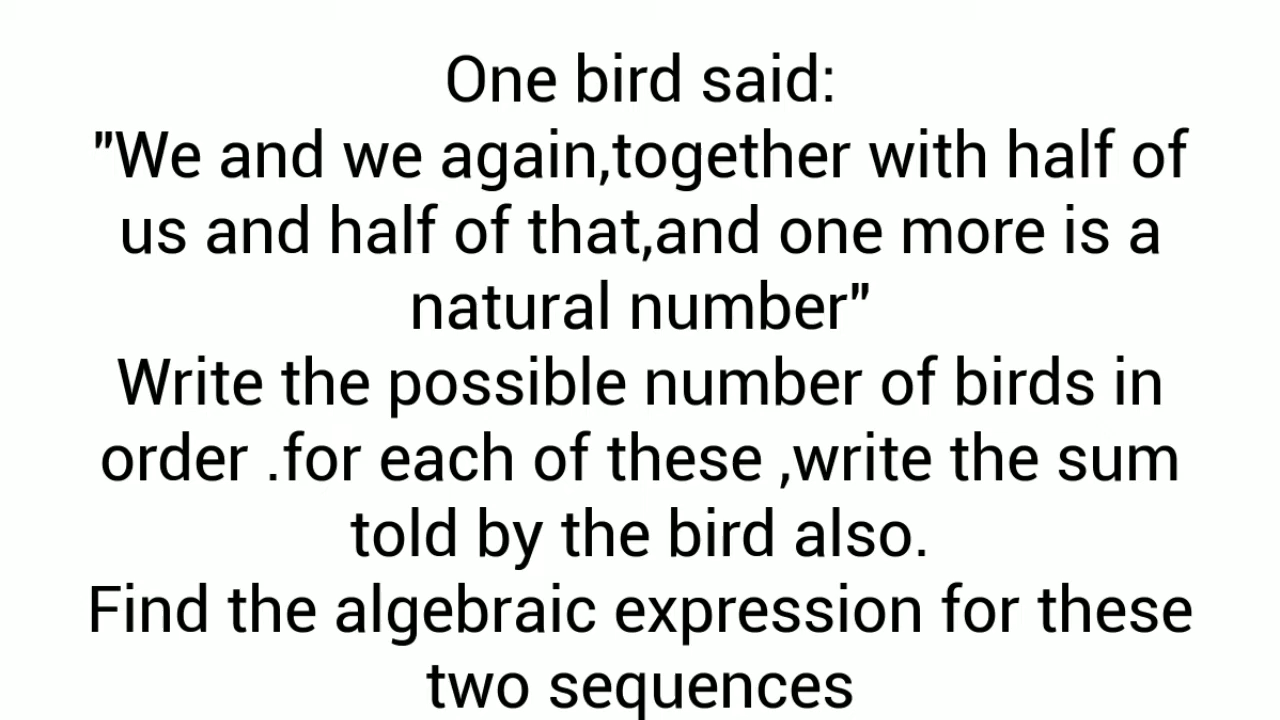 One bird said:
"We and we again,together with half of
us and half of that,and one more is a
natural number"
Write the possible number of birds in
order .for each of these ,write the sum
told by the bird also.
Find the algebraic expression for these
two sequences